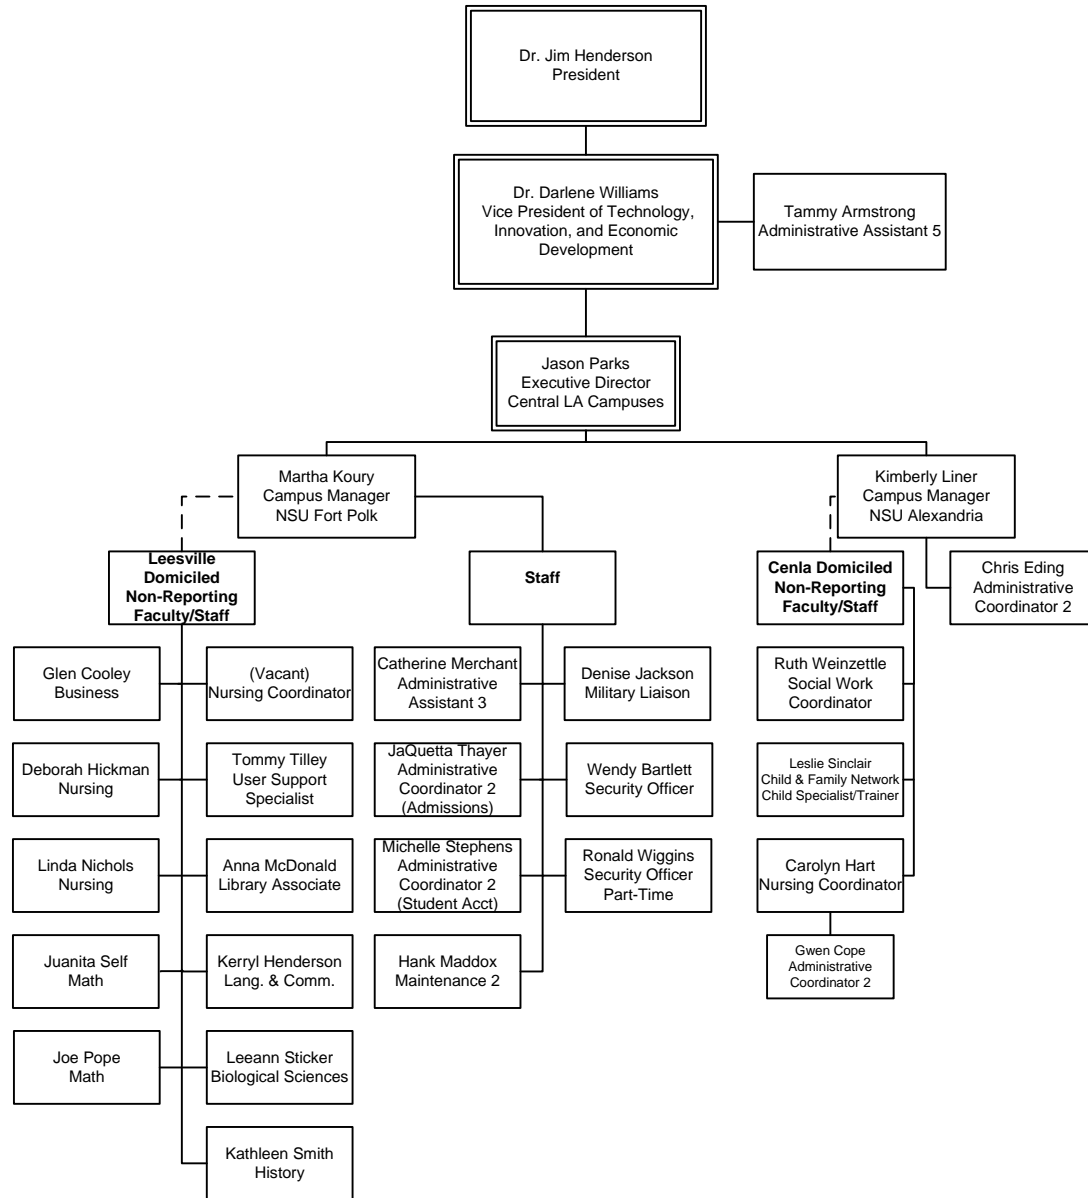 Dr. Jim Henderson
President
Dr. Darlene Williams
Vice President of Technology,
Innovation, and Economic
Development
Tammy Armstrong
Administrative Assistant 5
Jason Parks
Executive Director
Central LA Campuses
Martha Koury
Campus Manager
NSU Fort Polk
Kimberly Liner
Campus Manager
NSU Alexandria
Leesville
Domiciled
Non-Reporting
Faculty/Staff
Staff
Cenla Domiciled
Non-Reporting
Faculty/Staff
Chris Eding
Administrative
Coordinator 2
Glen Cooley
Business
(Vacant)
Nursing Coordinator
Catherine Merchant
Administrative
Assistant 3
Denise Jackson
Military Liaison
Ruth Weinzettle
Social Work
Coordinator
Deborah Hickman
Nursing
Tommy Tilley
User Support
Specialist
JaQuetta Thayer
Administrative
Coordinator 2
(Admissions)
Wendy Bartlett
Security Officer
Leslie Sinclair
Child & Family Network
Child Specialist/Trainer
Linda Nichols
Nursing
Anna McDonald
Library Associate
Michelle Stephens
Administrative
Coordinator 2
(Student Acct)
Ronald Wiggins
Security Officer
Part-Time
Carolyn Hart
Nursing Coordinator
Juanita Self
Math
Kerryl Henderson
Lang. & Comm.
Hank Maddox
Maintenance 2
Gwen Cope
Administrative
Coordinator 2
Joe Pope
Math
Leeann Sticker
Biological Sciences
Kathleen Smith
History